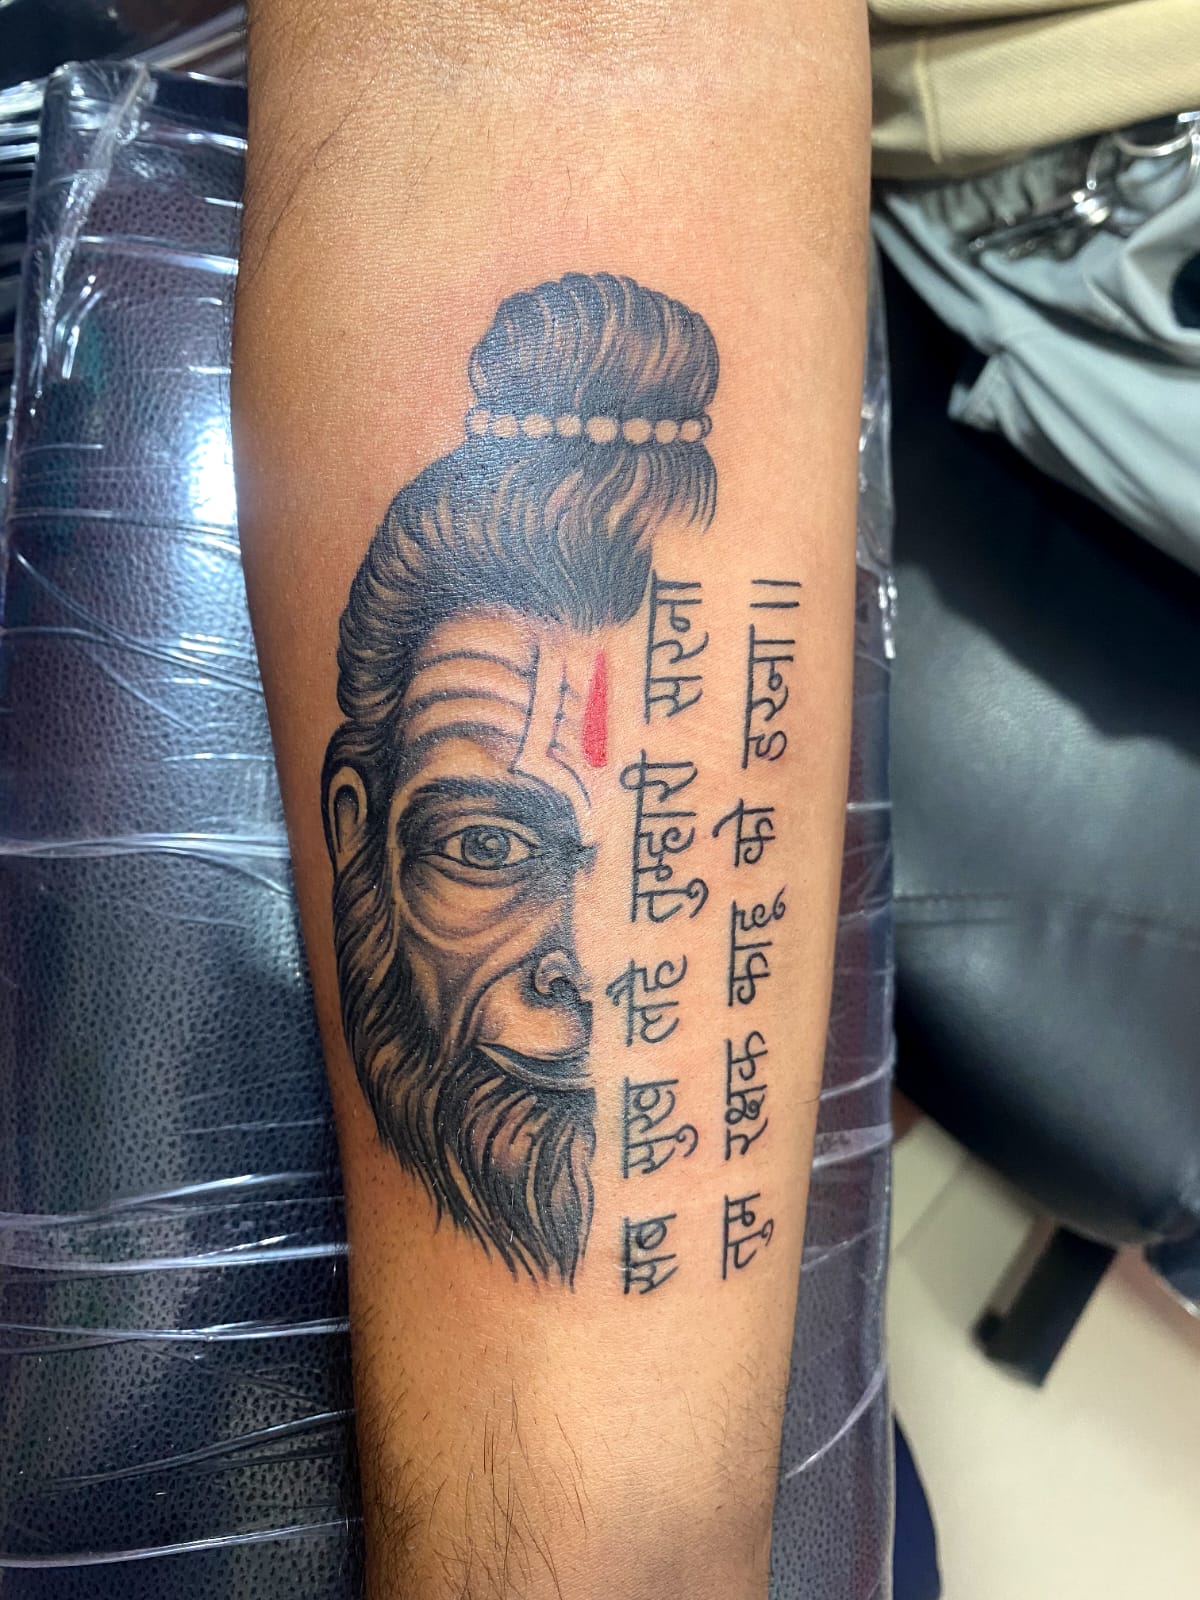 सब सुख लहै तुम्हारी सरना
तुम रक्षक काहू को डरना ॥